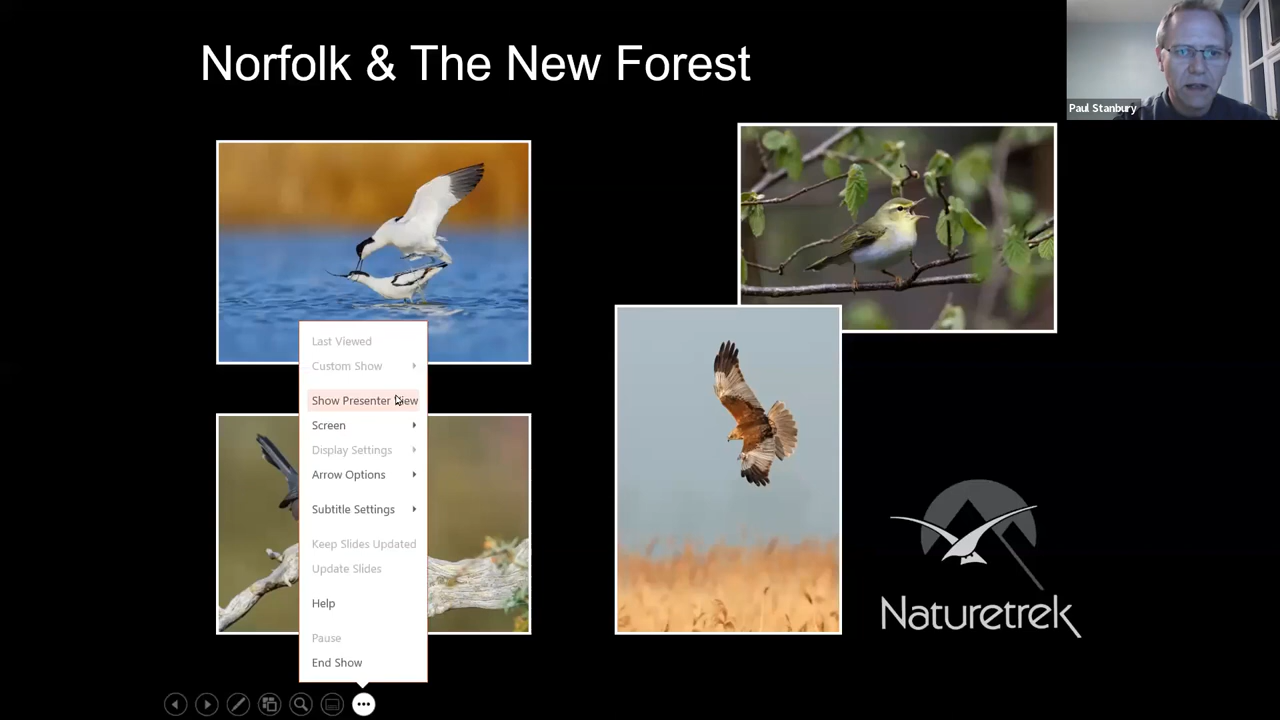 Norfolk & The New Forest
Paul Stanbury
Last Viewed
Custom Show
Show Presenter View
Screen
Display Settings
Arrow Options
Subtitle Settings
Keep Slides Updated
Update Slides
Help
Pause
End Show
Naturetrek